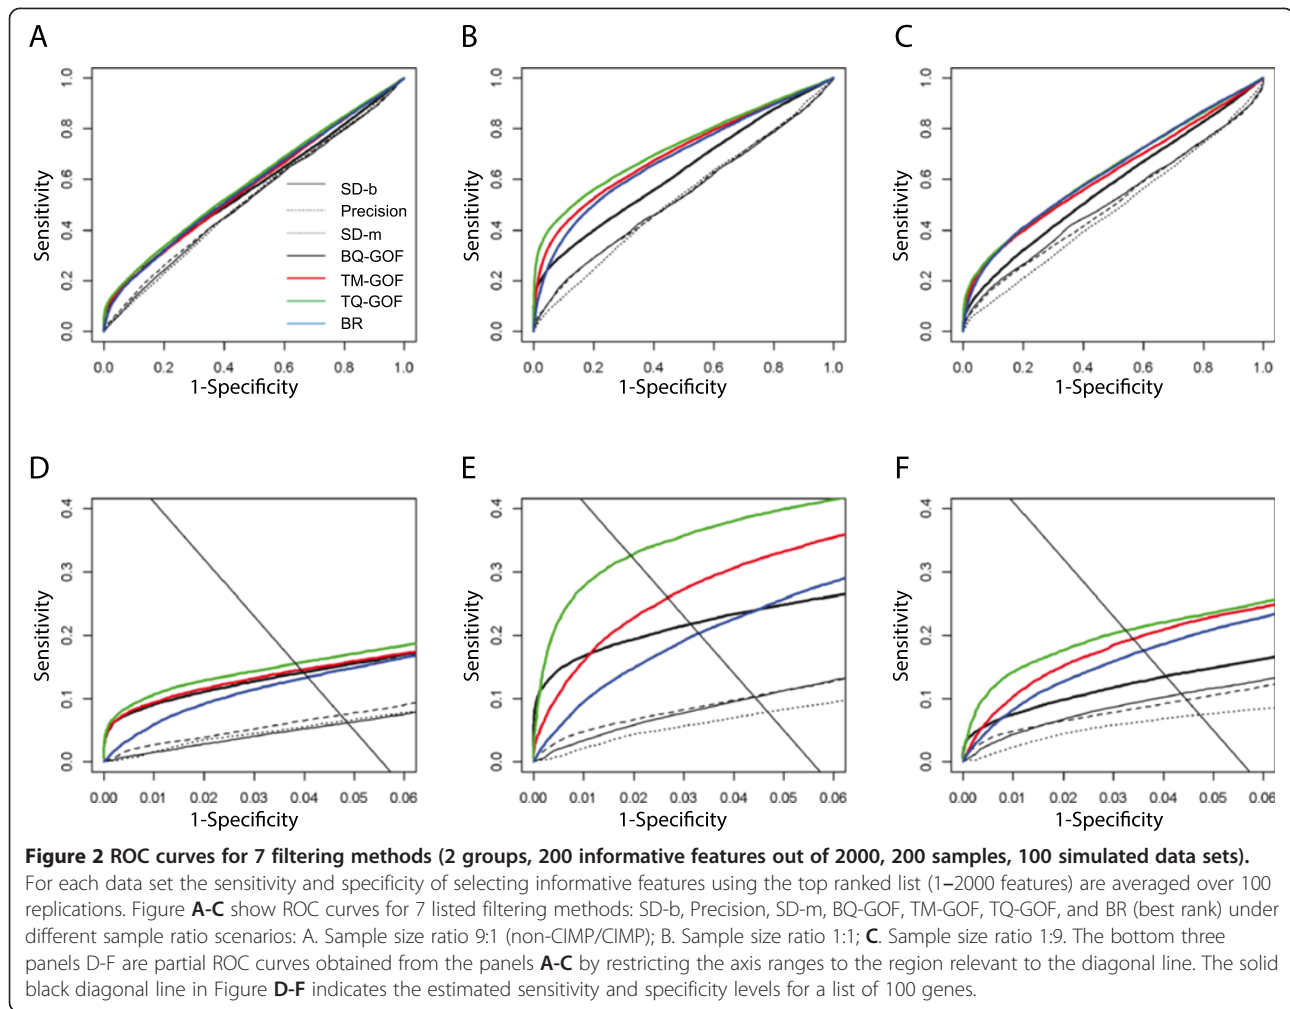 A
B
C
Sensitivity
1.0
0.8
0.6
0.4
0.2
0.0
SD-b
Precision
SD-m
BQ-GOF
TM-GOF
TQ-GOF
BR
0.0 0.2 0.4 0.6 0.8 1.0
1-Specificity
Sensitivity
1.0
0.8
0.6
0.4
0.2
0.0
0.0 0.2 0.4 0.6 0.8 1.0
1-Specificity
Sensitivity
1.0
0.8
0.6
0.4
0.2
0.0
0.0 0.2 0.4 0.6 0.8 1.0
1-Specificity
D
E
F
Sensitivity
0.4
0.3
0.2
0.1
0.0
0.00 0.01 0.02 0.03 0.04 0.05 0.06
1-Specificity
Sensitivity
0.4
0.3
0.2
0.1
0.0
0.00 0.01 0.02 0.03 0.04 0.05 0.06
1-Specificity
Sensitivity
0.4
0.3
0.2
0.1
0.0
0.00 0.01 0.02 0.03 0.04 0.05 0.06
1-Specificity
Figure 2 ROC curves for 7 filtering methods (2 groups, 200 informative features out of 2000, 200 samples, 100 simulated data sets).
For each data set the sensitivity and specificity of selecting informative features using the top ranked list (1–2000 features) are averaged over 100
replications. Figure A-C show ROC curves for 7 listed filtering methods: SD-b, Precision, SD-m, BQ-GOF, TM-GOF, TQ-GOF, and BR (best rank) under
different sample ratio scenarios: A. Sample size ratio 9:1 (non-CIMP/CIMP); B. Sample size ratio 1:1; C. Sample size ratio 1:9. The bottom three
panels D-F are partial ROC curves obtained from the panels A-C by restricting the axis ranges to the region relevant to the diagonal line. The solid
black diagonal line in Figure D-F indicates the estimated sensitivity and specificity levels for a list of 100 genes.